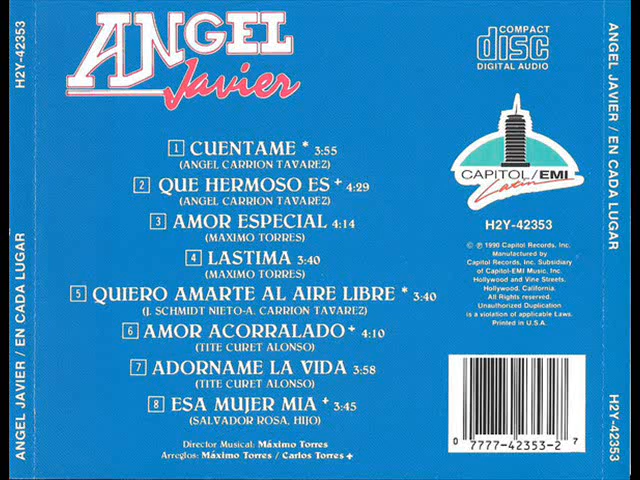 H2Y-42353
ANGEL JAVIER / EN CADA LUGAR
ANGEL
Javier
COMPACT
disc
DIGITAL AUDIO
1 CUENTAME * 3:55
(ANGEL CARRION TAVAREZ)
2 QUE HERMOSO ES + 4:29
(ANGEL CARRION TAVAREZ)
3 AMOR ESPECIAL 4:14
(MAXIMO TORRES)
4 LASTIMA 3:40
(MAXIMO TORRES)
5 QUIERO AMARTE AL AIRE LIBRE * 3:40
(J. SCHMIDT NIETO-A. CARRION TAVAREZ)
6 AMOR ACORRALADO + 4:10
(TITE CURET ALONSO)
7 ADORNAME LA VIDA 3:58
(TITE CURET ALONSO)
8 ESA MUJER MIA + 3:45
(SALVADOR ROSA, HIJO)
Director Musical: Máximo Torres
Arreglos: Máximo Torres / Carlos Torres +
CAPITOL/EMI
Latin
H2Y-42353
© ℗ 1990 Capitol Records, Inc.
Manufactured by
Capitol Records, Inc. Subsidiary
of Capitol-EMI Music, Inc.
Hollywood and Vine Streets,
Hollywood, California.
All Rights reserved.
Unauthorized Duplication
is a violation of applicable Laws.
Printed in U.S.A.
0 7777-42353-2 7
ANGEL JAVIER / EN CADA LUGAR
H2Y-42353